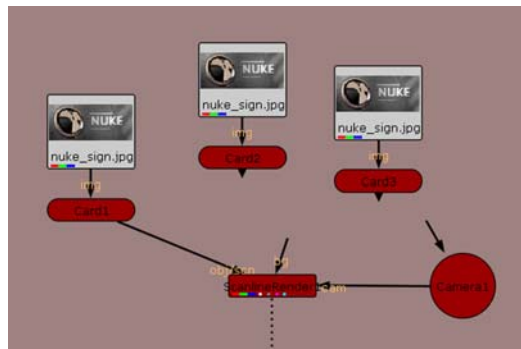 NUKE
nuke_sign.jpg
img
Card2
NUKE
nuke_sign.jpg
img
Card3
NUKE
nuke_sign.jpg
img
Card1
obj/scn
bg
ScanlineRender1
cam
Camera1